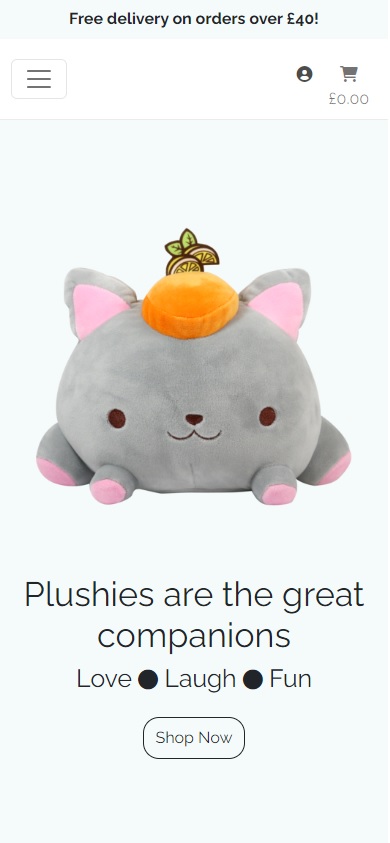 Free delivery on orders over £40!
£0.00
Plushies are the great
companions
Love ● Laugh ● Fun
Shop Now